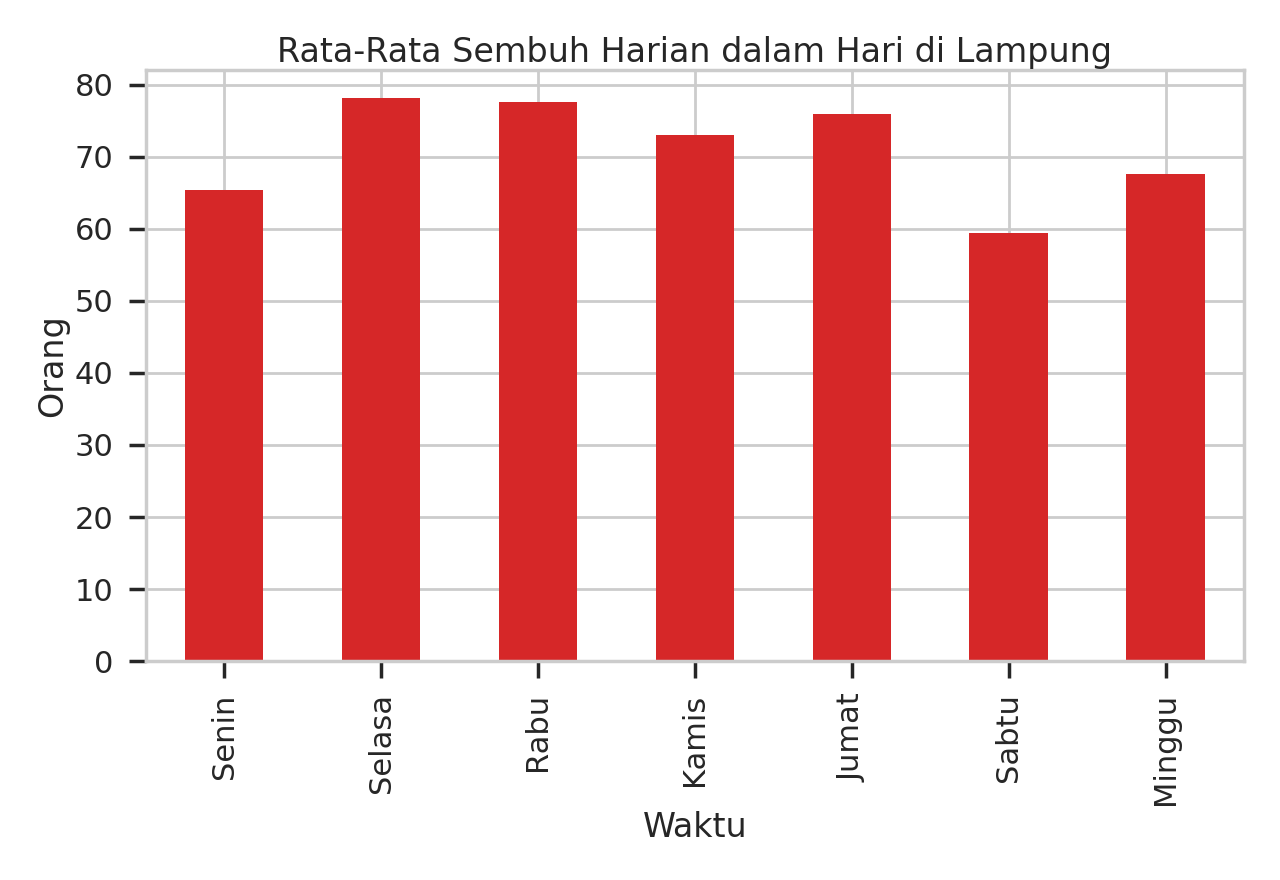 Rata-Rata Sembuh Harian dalam Hari di Lampung
80
70
60
50
40
30
20
10
0
Orang
Senin
Selasa
Rabu
Kamis
Jumat
Sabtu
Minggu
Waktu